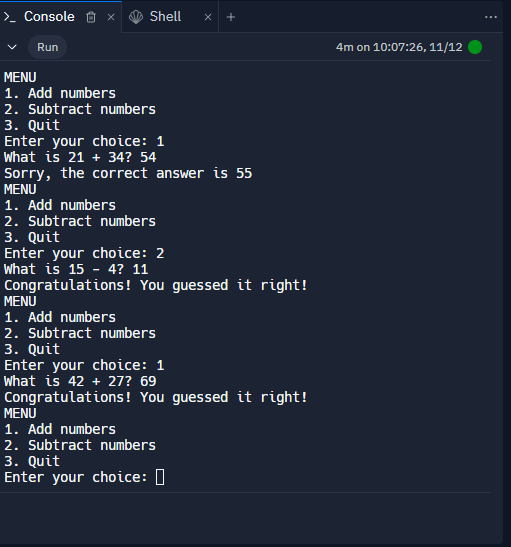 Console Shell
Run 4m on 10:07:26, 11/12
MENU
1. Add numbers
2. Subtract numbers
3. Quit
Enter your choice: 1
What is 21 + 34? 54
Sorry, the correct answer is 55
MENU
1. Add numbers
2. Subtract numbers
3. Quit
Enter your choice: 2
What is 15 - 4? 11
Congratulations! You guessed it right!
MENU
1. Add numbers
2. Subtract numbers
3. Quit
Enter your choice: 1
What is 42 + 27? 69
Congratulations! You guessed it right!
MENU
1. Add numbers
2. Subtract numbers
3. Quit
Enter your choice: